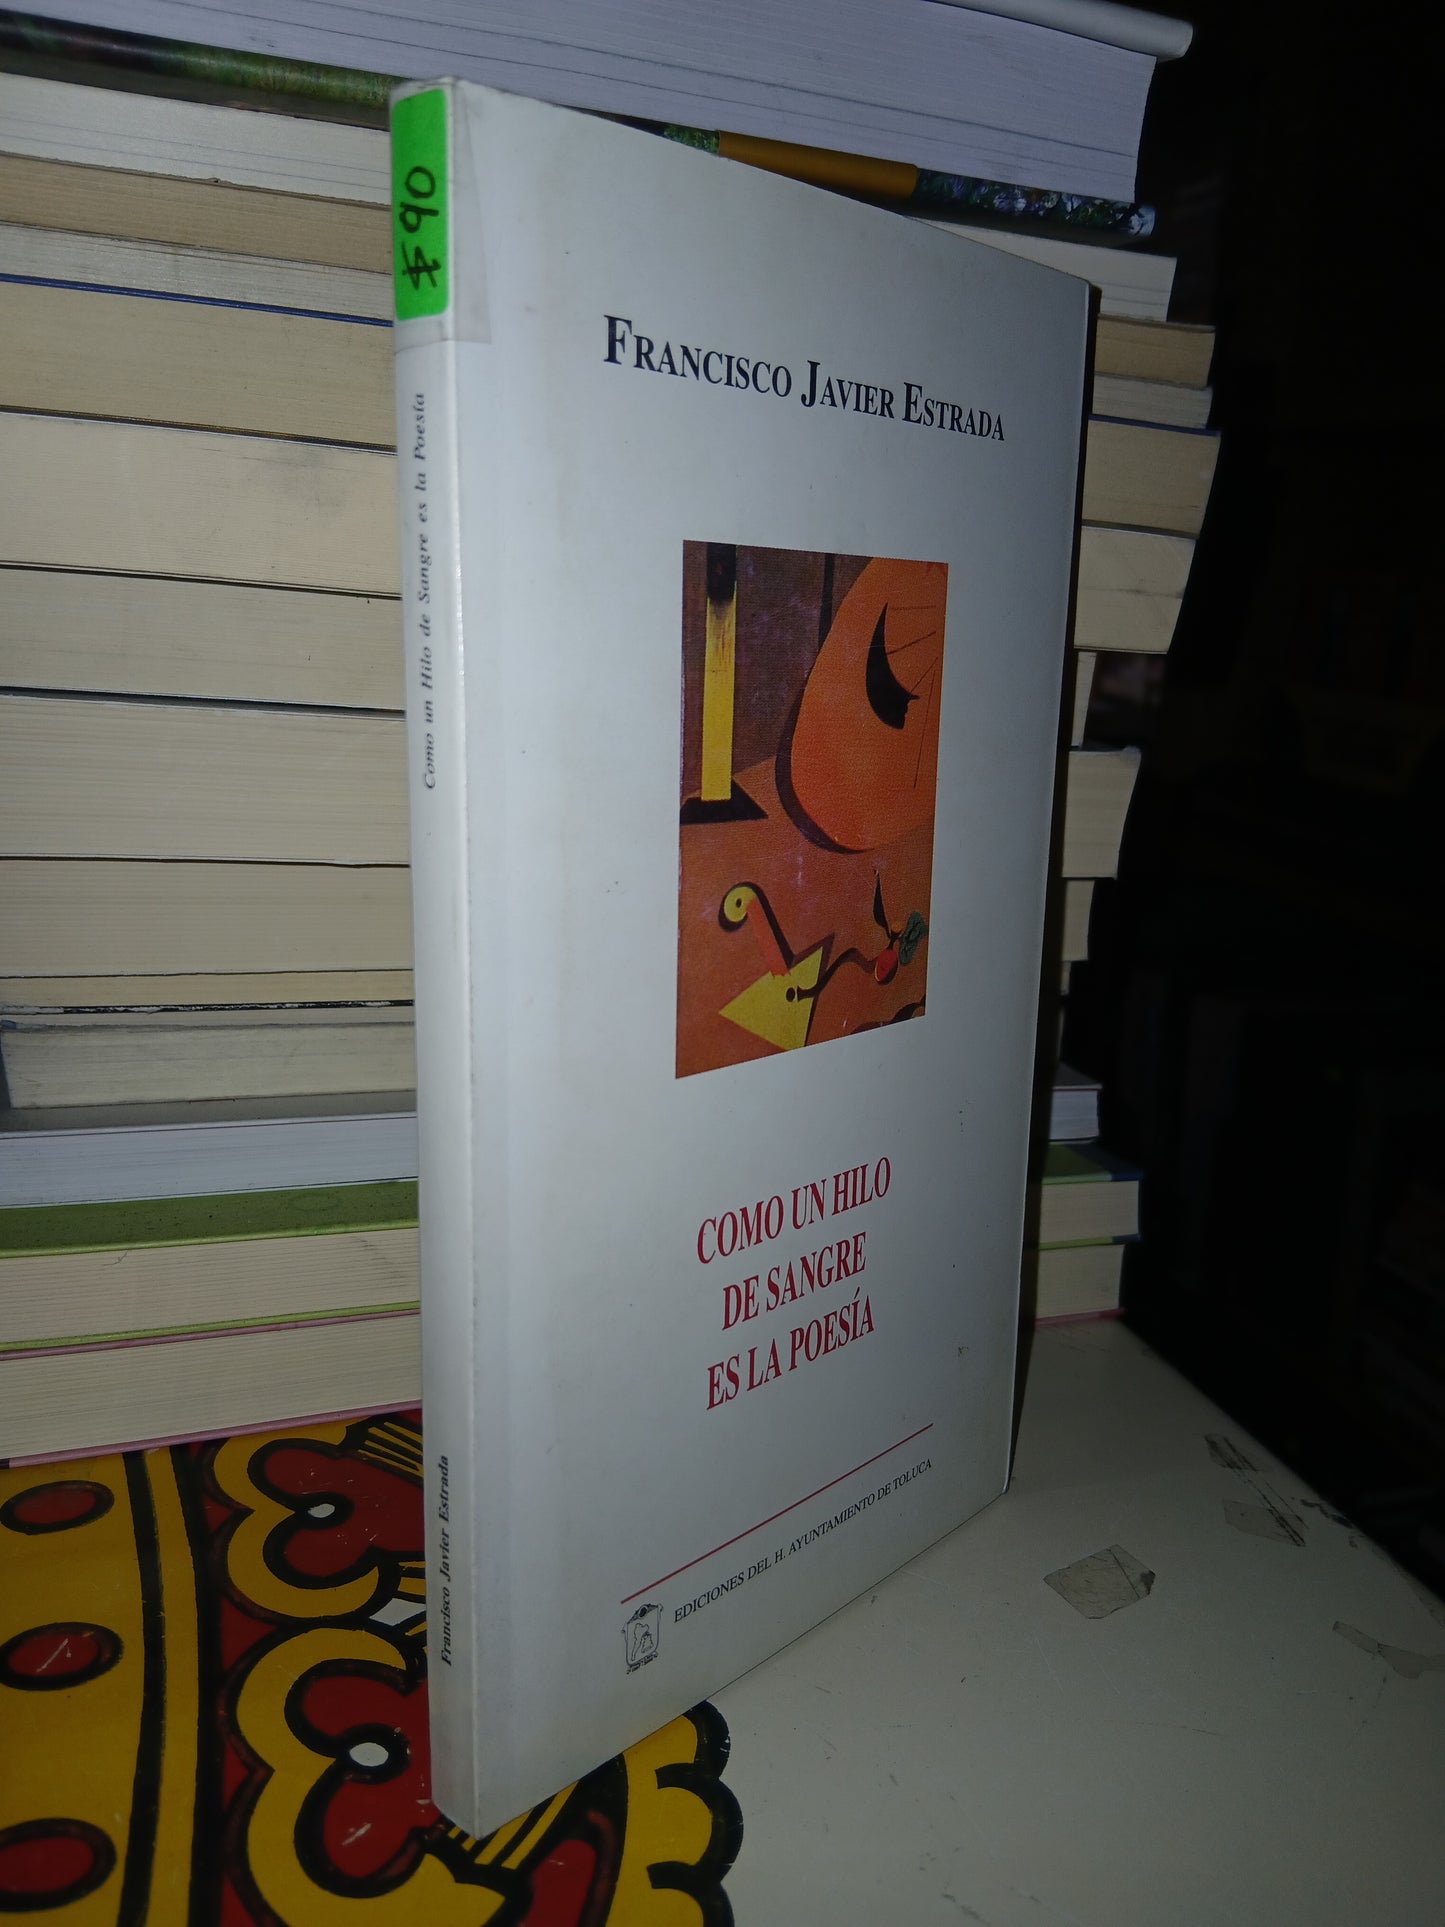 $90
Como un Hilo de Sangre es la Poesía
Francisco Javier Estrada
FRANCISCO JAVIER ESTRADA
COMO UN HILO
DE SANGRE
ES LA POESÍA
EDICIONES DEL H. AYUNTAMIENTO DE TOLUCA